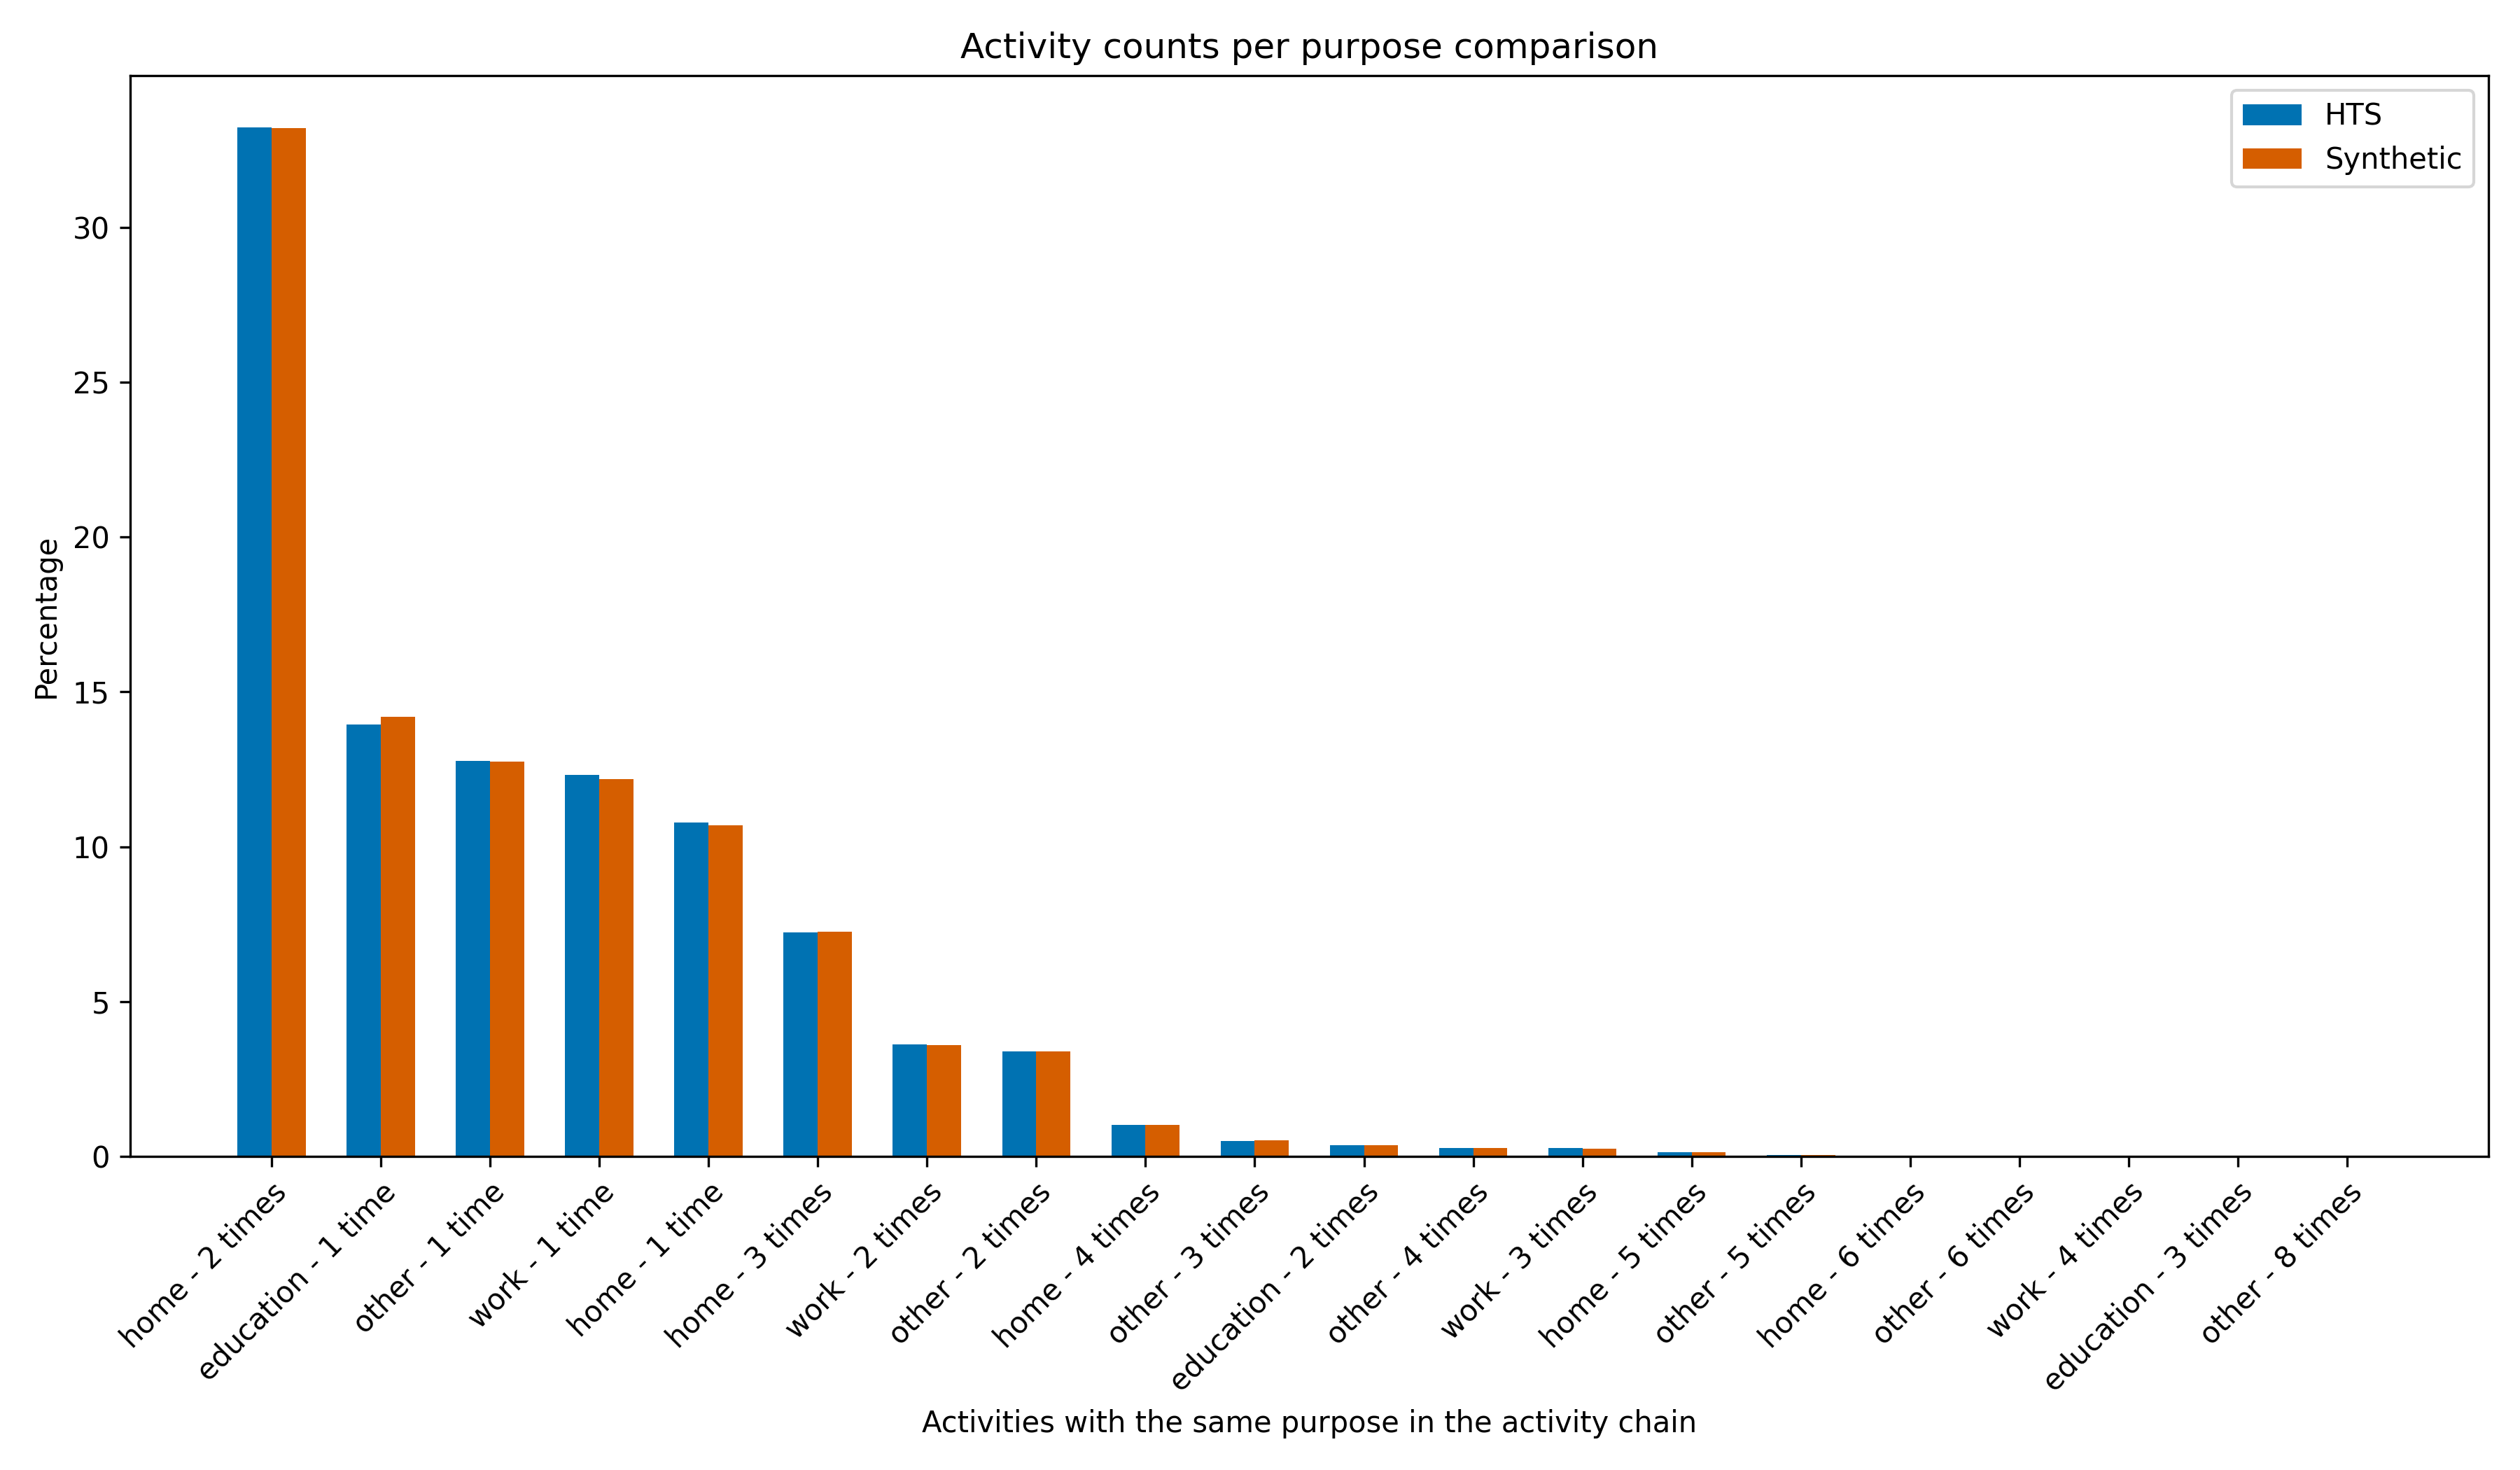 Activity counts per purpose comparison
HTS
Synthetic
Percentage
30
25
20
15
10
5
0
home - 2 times
education - 1 time
other - 1 time
work - 1 time
home - 1 time
home - 3 times
work - 2 times
other - 2 times
home - 4 times
other - 3 times
education - 2 times
other - 4 times
work - 3 times
home - 5 times
other - 5 times
home - 6 times
other - 6 times
work - 4 times
education - 3 times
other - 8 times
Activities with the same purpose in the activity chain